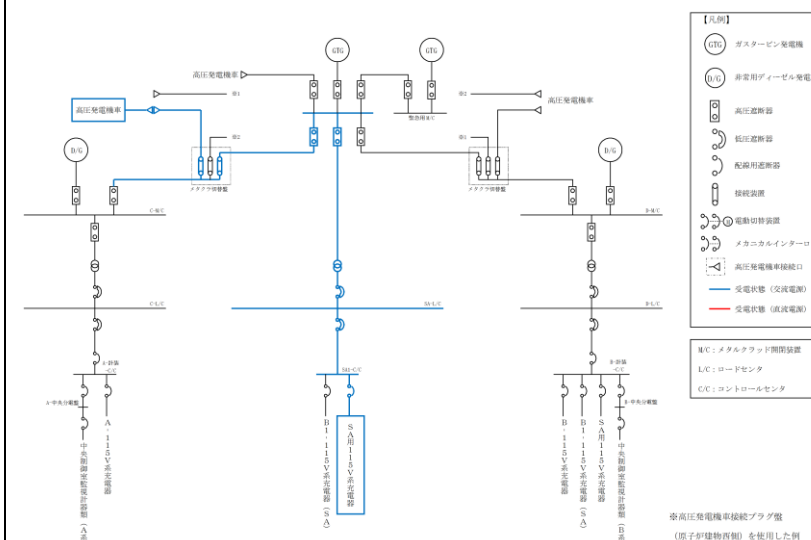 GTG
GTG
高圧発電機車
※1
※2
高圧発電機車
高圧発電機車
緊急用M/C
※2
※1
D/G
D/G
メタクラ切替盤
メタクラ切替盤
C-M/C
D-M/C
C-L/C
SA-L/C
D-L/C
A-計装
-C/C
SA1-C/C
B-計装
-C/C
A-中央分電盤
B-中央分電盤
中央制御室監視計器類（A系
A-115V系充電器
B1-115V系充電器（SA）
SA用115V系充電器
B-115V系充電器
B1-115V系充電器（SA）
SA用115V系充電器
中央制御室監視計器類（B系
【凡例】
GTG ガスタービン発電機
D/G 非常用ディーゼル発電
高圧遮断器
低圧遮断器
配線用遮断器
接続装置
M 電動切替装置
メカニカルインターロ
高圧発電機車接続口
受電状態（交流電源）
受電状態（直流電源）
M/C：メタルクラッド開閉装置
L/C：ロードセンタ
C/C：コントロールセンタ
※高圧発電機車接続プラグ盤
（原子炉建物西側）を使用した例